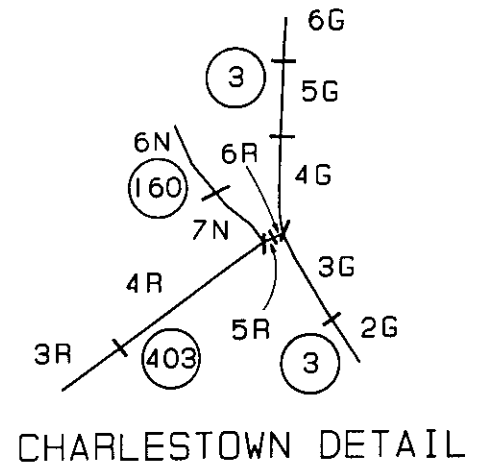 6G
3
5G
6N
6R
160
4G
7N
3G
4R
5R
2G
3R
403
3
CHARLESTOWN DETAIL